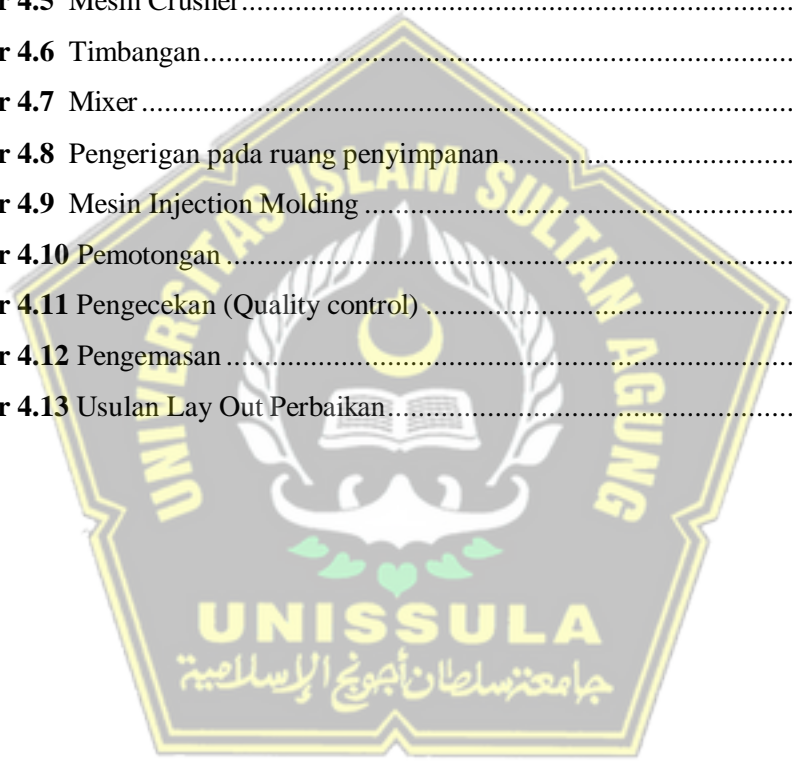 r 4.5 Mesin Crusher
r 4.6 Timbangan
r 4.7 Mixer
r 4.8 Pengerigan pada ruang penyimpanan
r 4.9 Mesin Injection Molding
r 4.10 Pemotongan
r 4.11 Pengecekan (Quality control)
r 4.12 Pengemasan
r 4.13 Usulan Lay Out Perbaikan
UNIVERSITAS ISLAM SULTAN AGUNG
UNISSULA
جامعة سلطان أجونج الإسلامية